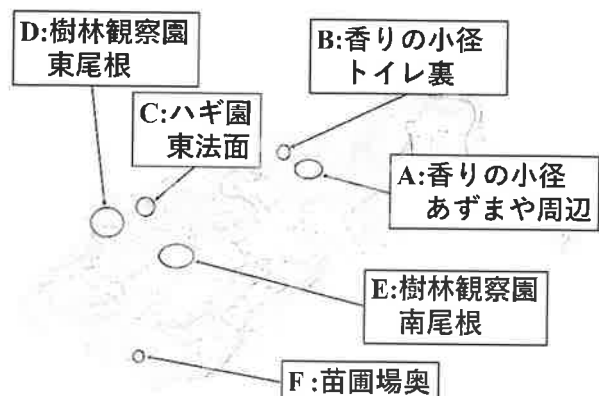 D:樹林観察園
東尾根
B:香りの小径
トイレ裏
C:ハギ園
東法面
A:香りの小径
あずまや周辺
E:樹林観察園
南尾根
F:苗圃場奥